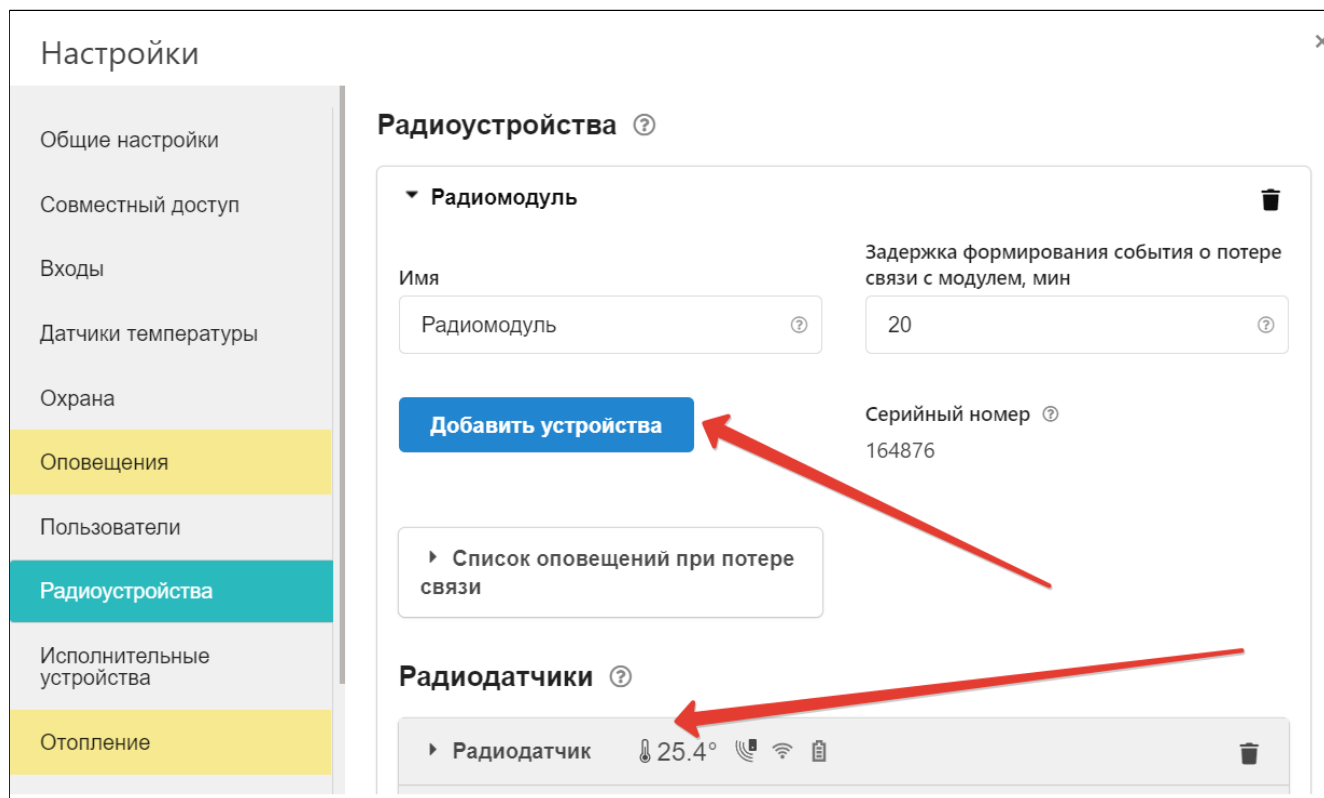 Настройки
Общие настройки
Совместный доступ
Входы
Датчики температуры
Охрана
Оповещения
Пользователи
Радиоустройства
Исполнительные
устройства
Отопление
Радиоустройства
Радиомодуль
Имя
Радиомодуль
Задержка формирования события о потере
связи с модулем, мин
20
Добавить устройства
Серийный номер
164876
Список оповещений при потере
связи
Радиодатчики
Радиодатчик 25.4°